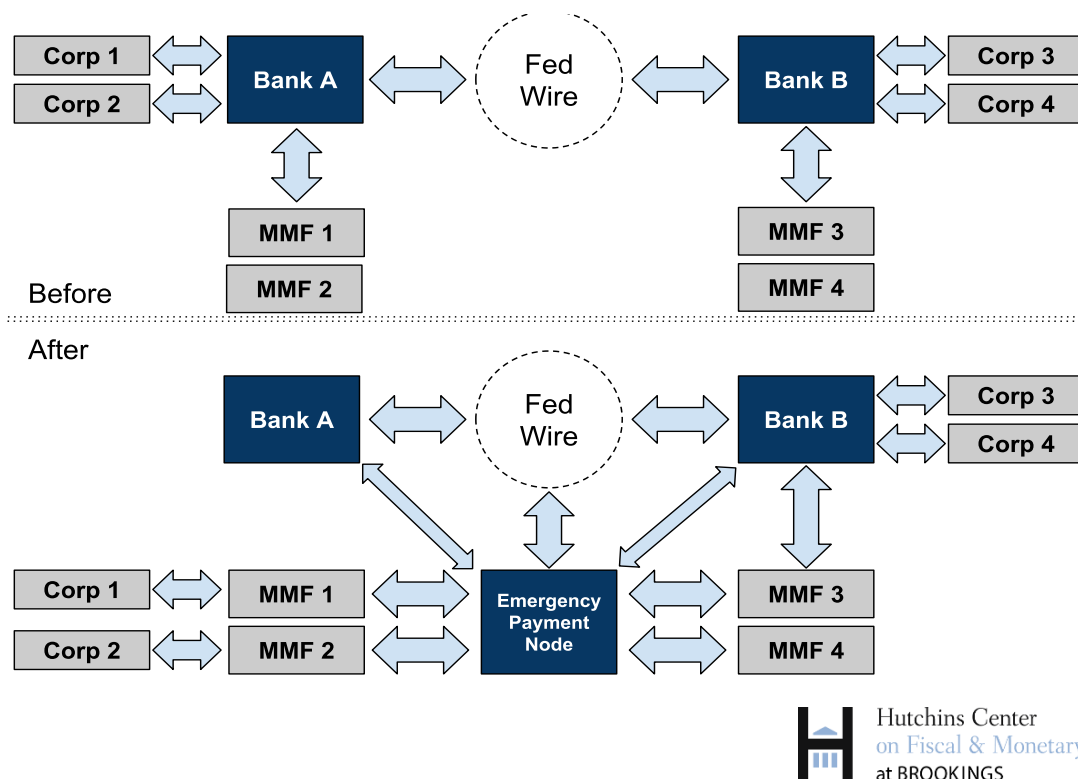 Corp 1
Corp 2
Bank A
Fed
Wire
Bank B
Corp 3
Corp 4
MMF 1
MMF 2
MMF 3
MMF 4
Before
After
Bank A
Fed
Wire
Bank B
Corp 3
Corp 4
Corp 1
Corp 2
MMF 1
MMF 2
Emergency
Payment
Node
MMF 3
MMF 4
Hutchins Center
on Fiscal & Monetary
at BROOKINGS